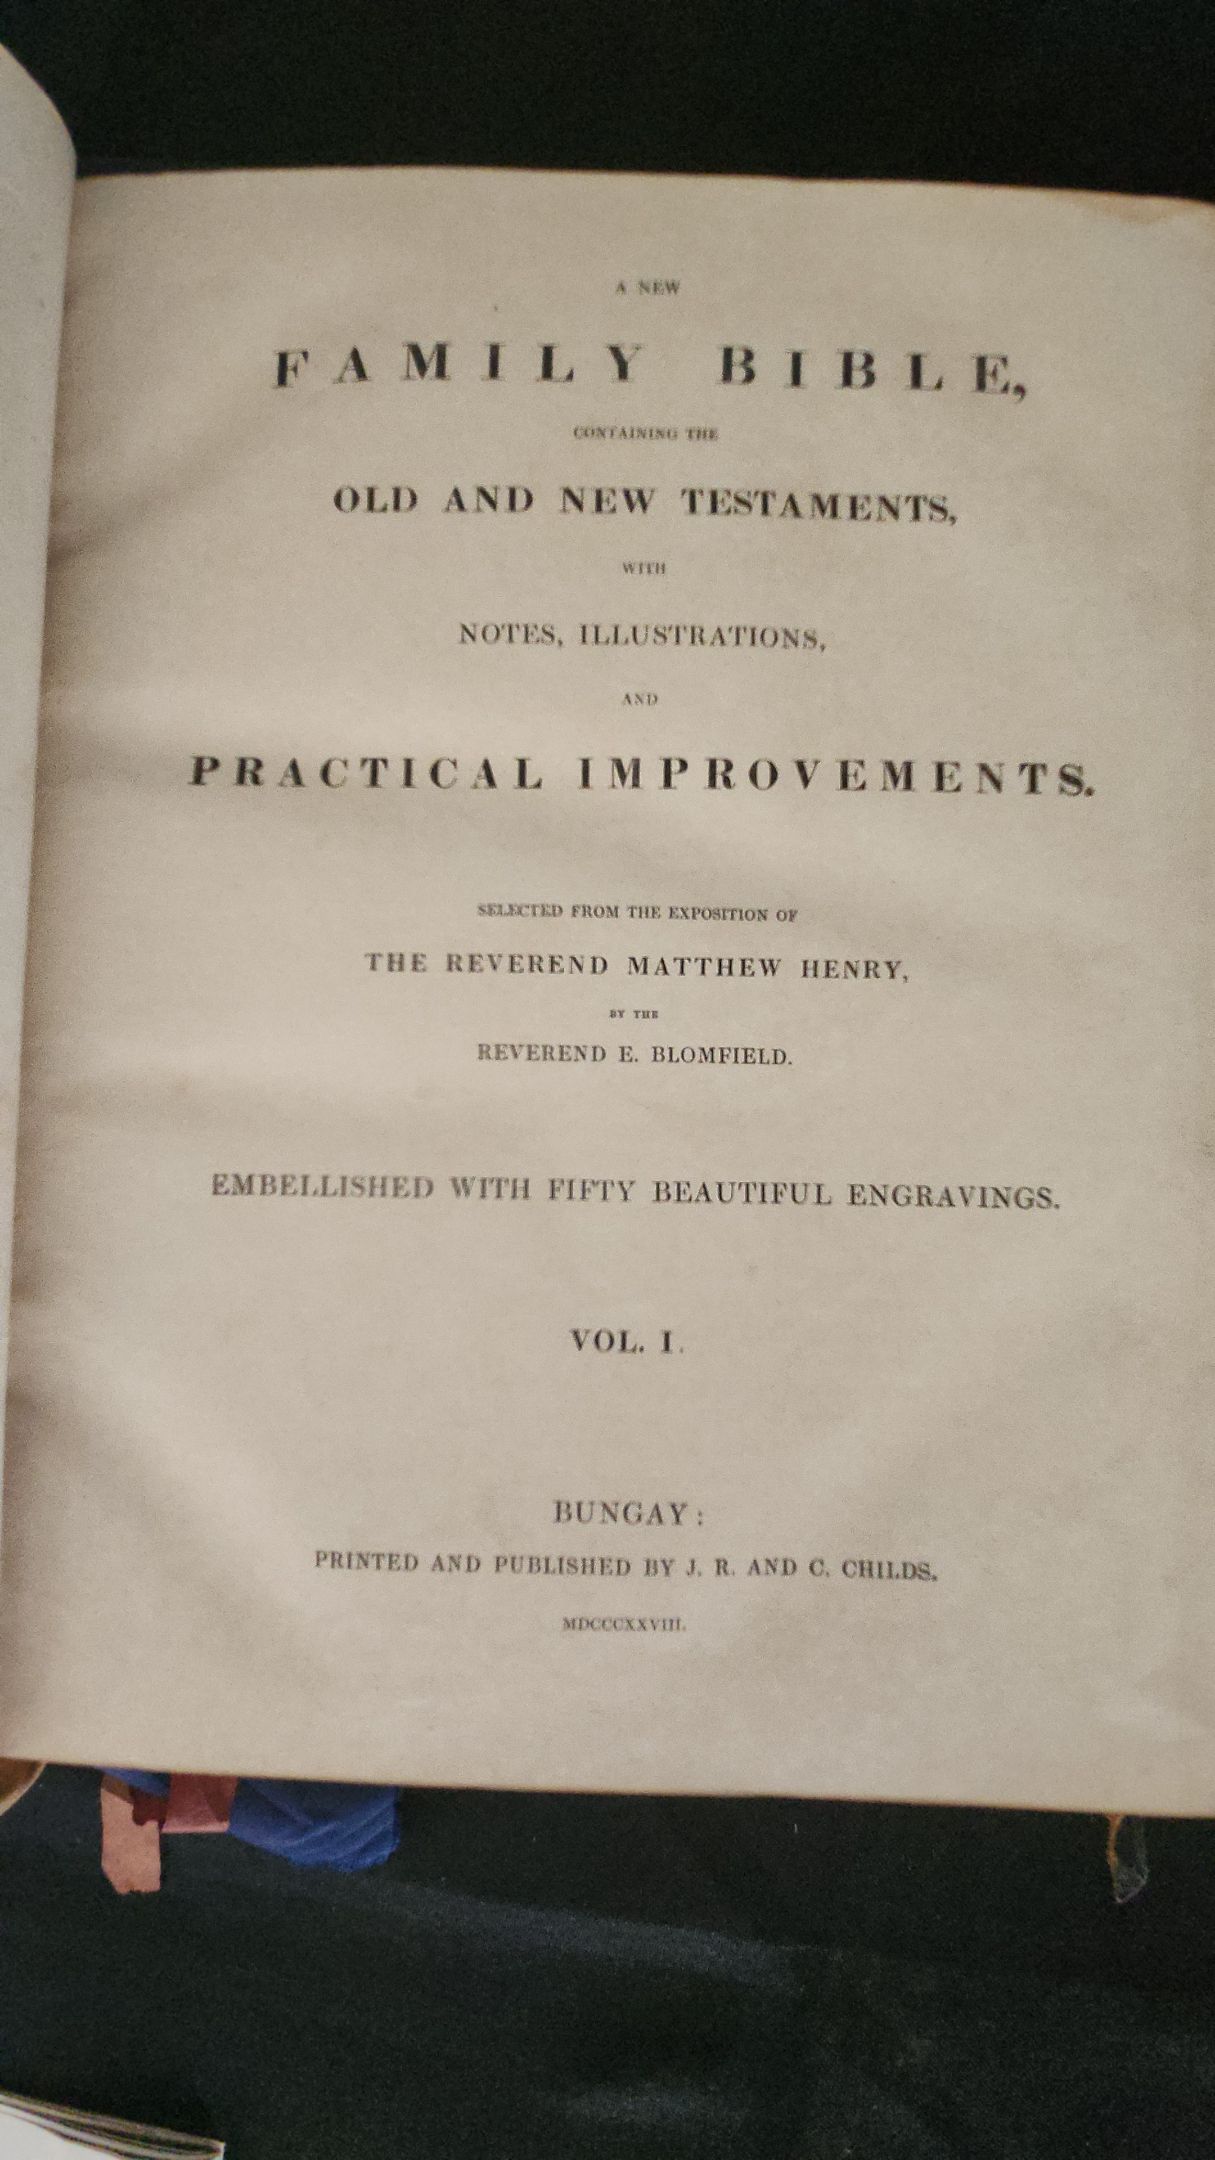 A NEW
FAMILY BIBLE,
CONTAINING THE
OLD AND NEW TESTAMENTS,
WITH
NOTES, ILLUSTRATIONS,
AND
PRACTICAL IMPROVEMENTS.
SELECTED FROM THE EXPOSITION OF
THE REVEREND MATTHEW HENRY,
BY THE
REVEREND E. BLOMFIELD.
EMBELLISHED WITH FIFTY BEAUTIFUL ENGRAVINGS.
VOL. I.
BUNGAY:
PRINTED AND PUBLISHED BY J. R. AND C. CHILDS.
MDCCCXXVIII.